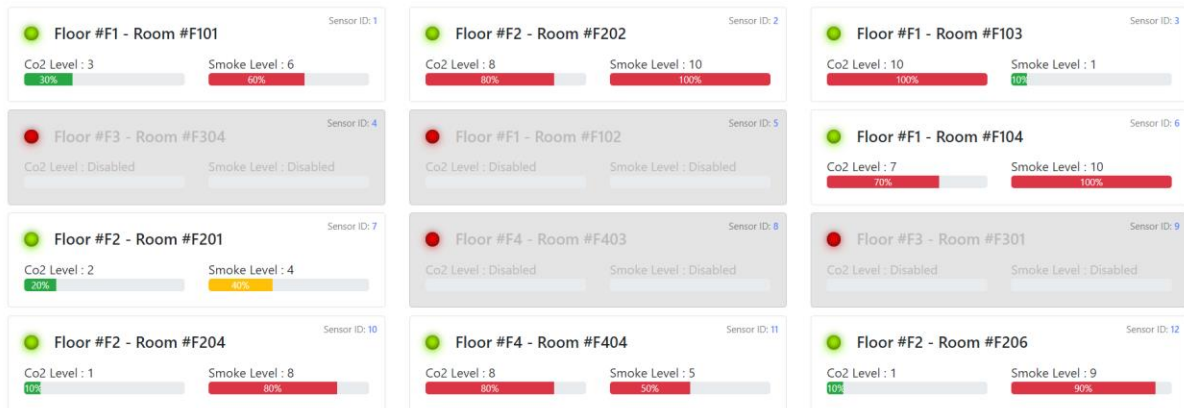 Sensor ID: 1
Floor #F1 - Room #F101
Co2 Level : 3
Smoke Level : 6
30%
60%
Sensor ID: 2
Floor #F2 - Room #F202
Co2 Level : 8
Smoke Level : 10
80%
100%
Sensor ID: 3
Floor #F1 - Room #F103
Co2 Level : 10
Smoke Level : 1
100%
10%
Sensor ID: 4
Floor #F3 - Room #F304
Co2 Level : Disabled
Smoke Level : Disabled
Sensor ID: 5
Floor #F1 - Room #F102
Co2 Level : Disabled
Smoke Level : Disabled
Sensor ID: 6
Floor #F1 - Room #F104
Co2 Level : 7
Smoke Level : 10
70%
100%
Sensor ID: 7
Floor #F2 - Room #F201
Co2 Level : 2
Smoke Level : 4
20%
40%
Sensor ID: 8
Floor #F4 - Room #F403
Co2 Level : Disabled
Smoke Level : Disabled
Sensor ID: 9
Floor #F3 - Room #F301
Co2 Level : Disabled
Smoke Level : Disabled
Sensor ID: 10
Floor #F2 - Room #F204
Co2 Level : 1
Smoke Level : 8
10%
80%
Sensor ID: 11
Floor #F4 - Room #F404
Co2 Level : 8
Smoke Level : 5
80%
50%
Sensor ID: 12
Floor #F2 - Room #F206
Co2 Level : 1
Smoke Level : 9
10%
90%